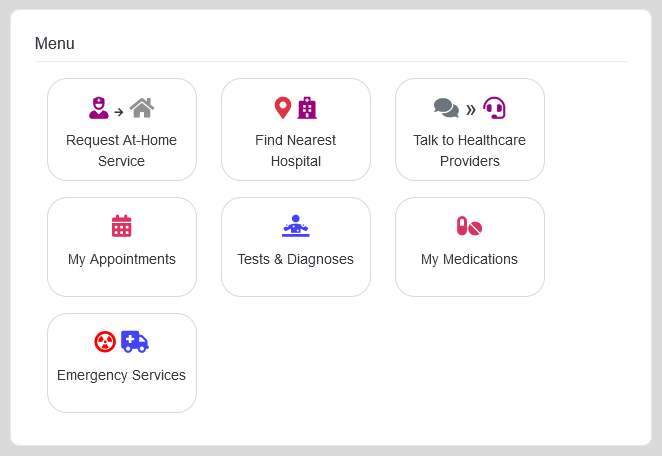 Menu
Request At-Home
Service
Find Nearest
Hospital
Talk to Healthcare
Providers
My Appointments
Tests & Diagnoses
My Medications
Emergency Services